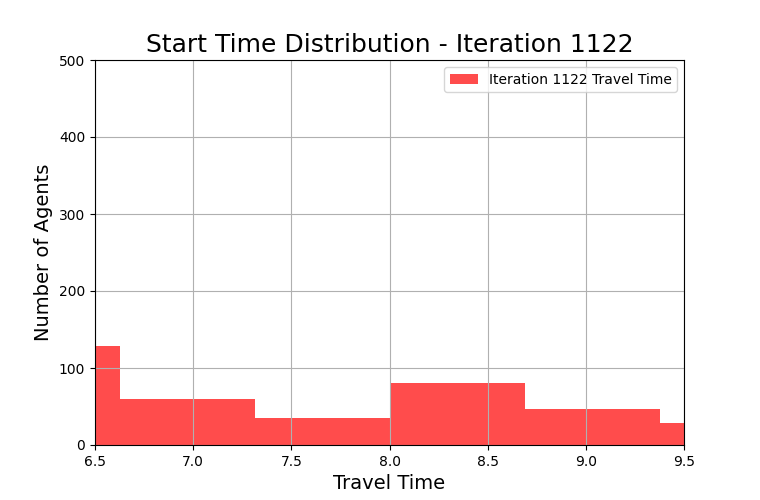 Start Time Distribution - Iteration 1122
Iteration 1122 Travel Time
Number of Agents
500
400
300
200
100
0
6.5 7.0 7.5 8.0 8.5 9.0 9.5
Travel Time